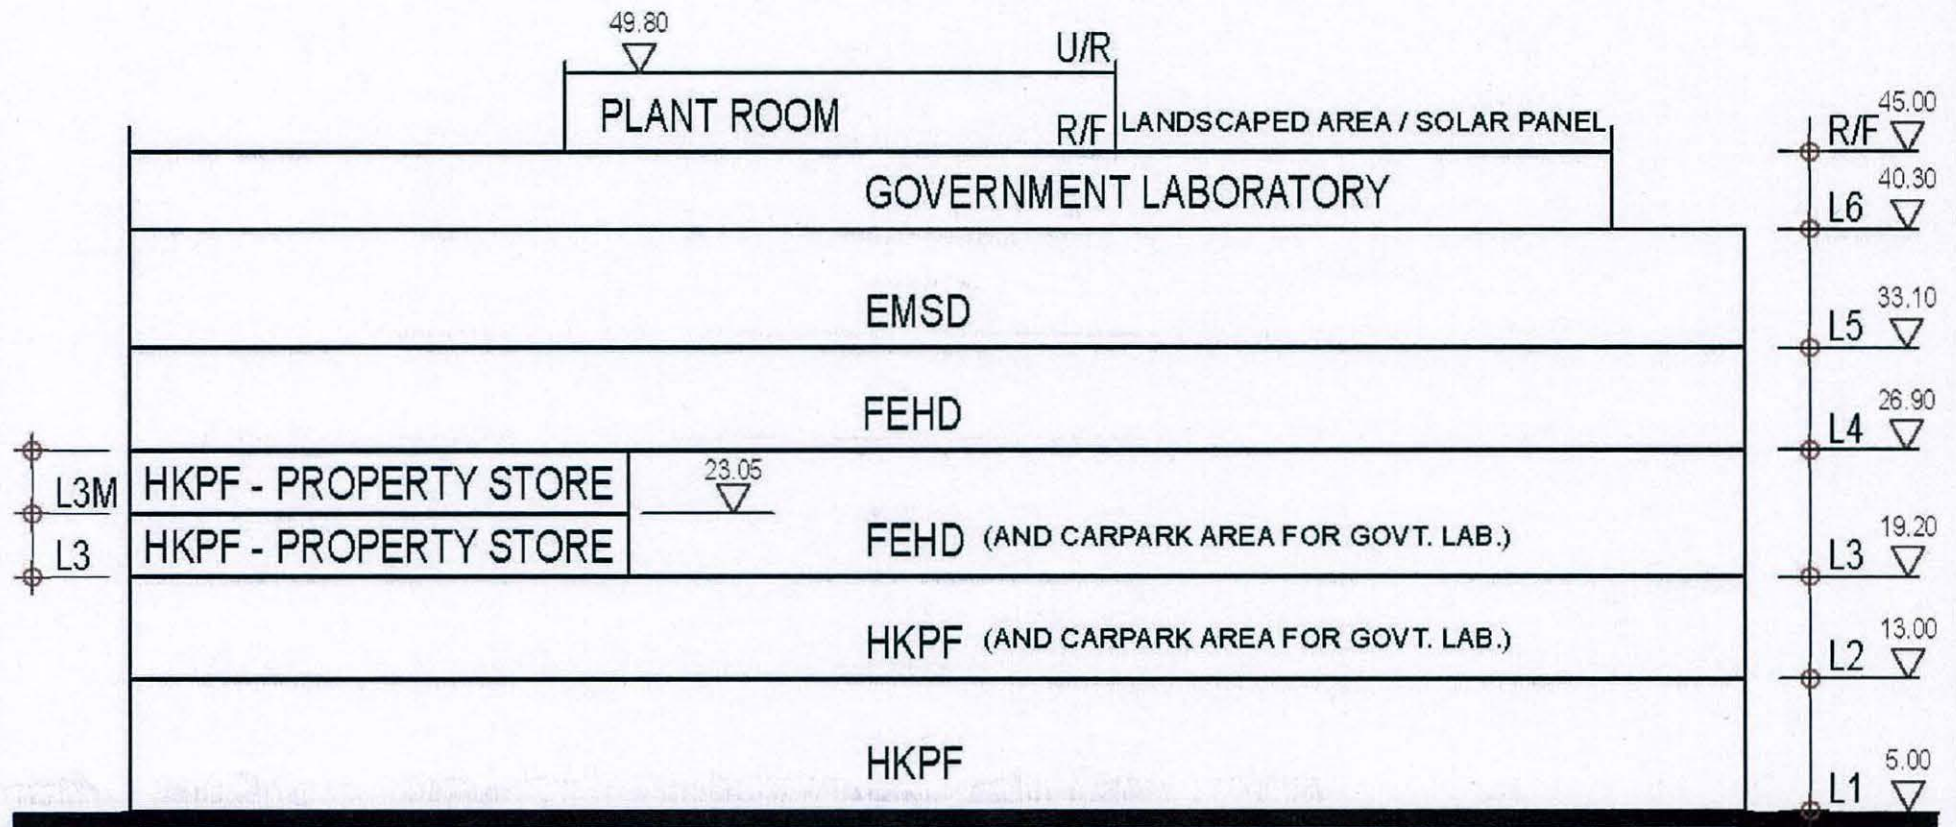 49.80
U/R
PLANT ROOM
R/F
LANDSCAPED AREA / SOLAR PANEL
R/F 45.00
GOVERNMENT LABORATORY
L6 40.30
EMSD
L5 33.10
FEHD
L4 26.90
L3M
HKPF - PROPERTY STORE
23.05
L3
HKPF - PROPERTY STORE
FEHD (AND CARPARK AREA FOR GOVT. LAB.)
L3 19.20
HKPF (AND CARPARK AREA FOR GOVT. LAB.)
L2 13.00
HKPF
L1 5.00